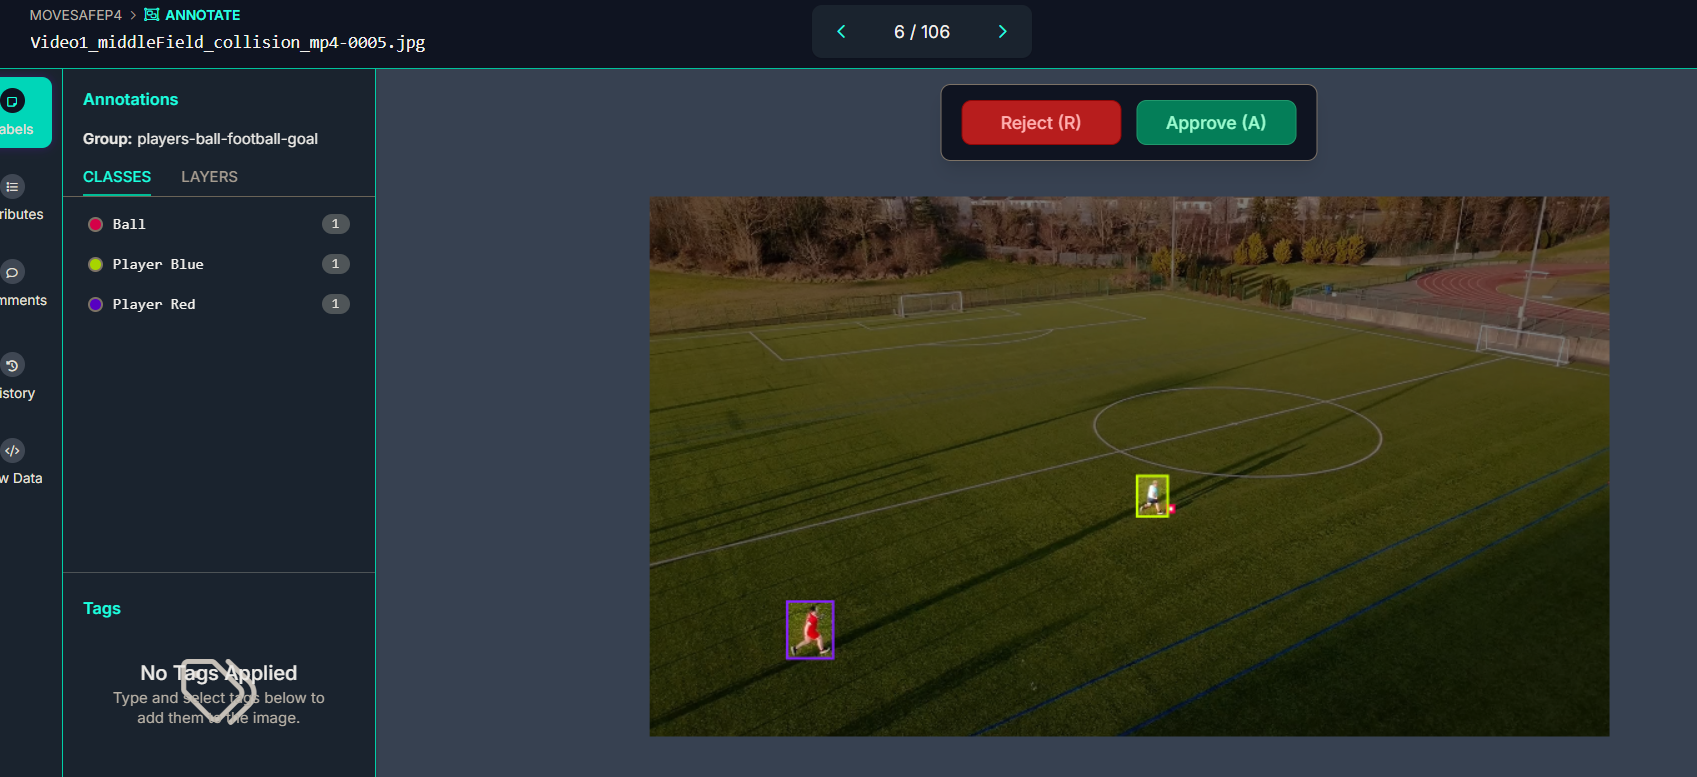 MOVESAFEP4 > ANNOTATE
Video1_middleField_collision_mp4-0005.jpg
6 / 106
abels
ributes
mments
istory
w Data
Annotations
Group: players-ball-football-goal
CLASSES LAYERS
Ball 1
Player Blue 1
Player Red 1
Tags
No Tags Applied
Type and select tags below to
add them to the image.
Reject (R) Approve (A)